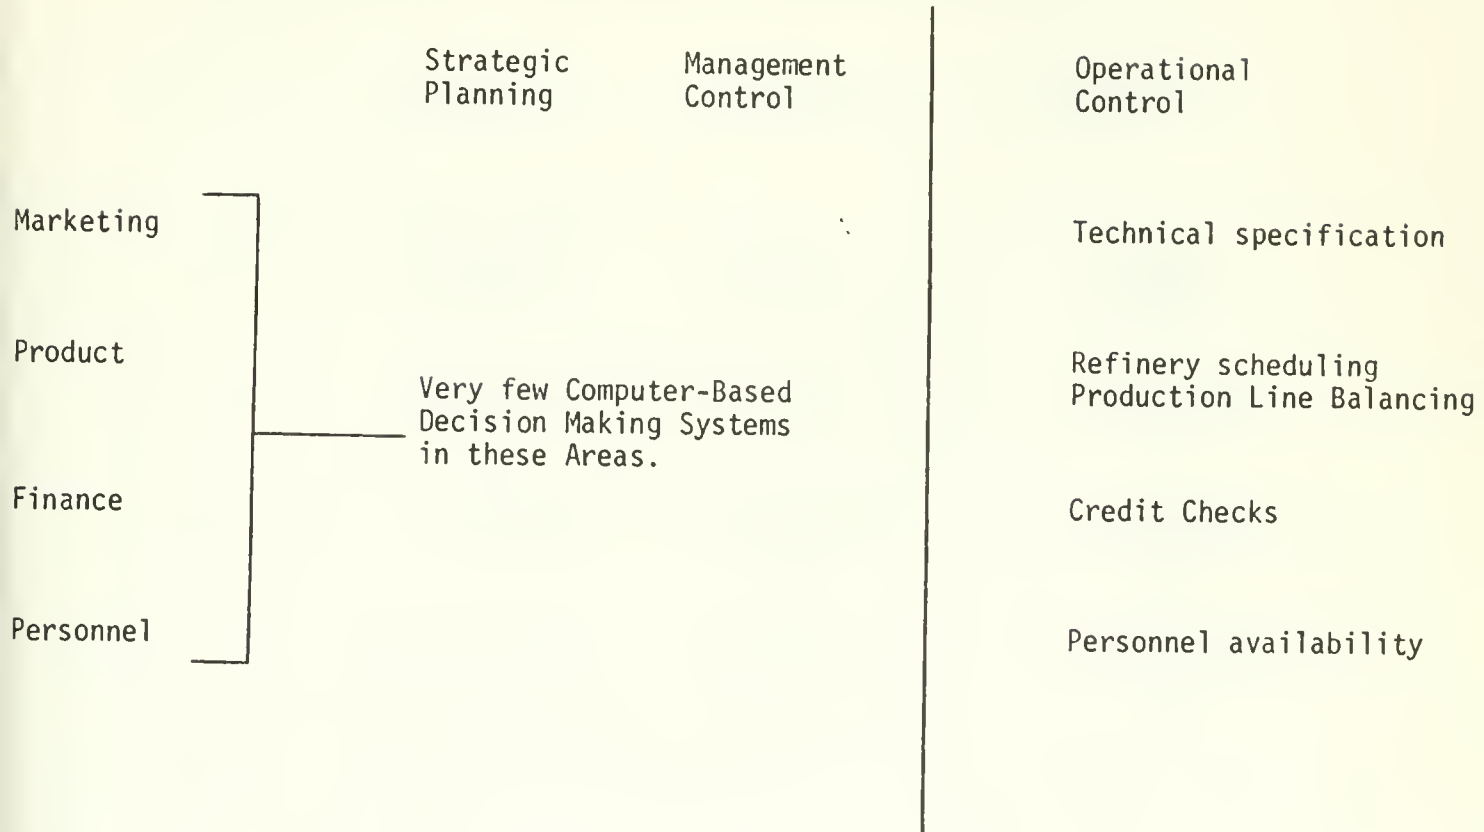 Strategic
Planning
Management
Control
Operational
Control
Marketing
Technical specification
Product
Refinery scheduling
Production Line Balancing
Very few Computer-Based
Decision Making Systems
in these Areas.
Finance
Credit Checks
Personnel
Personnel availability